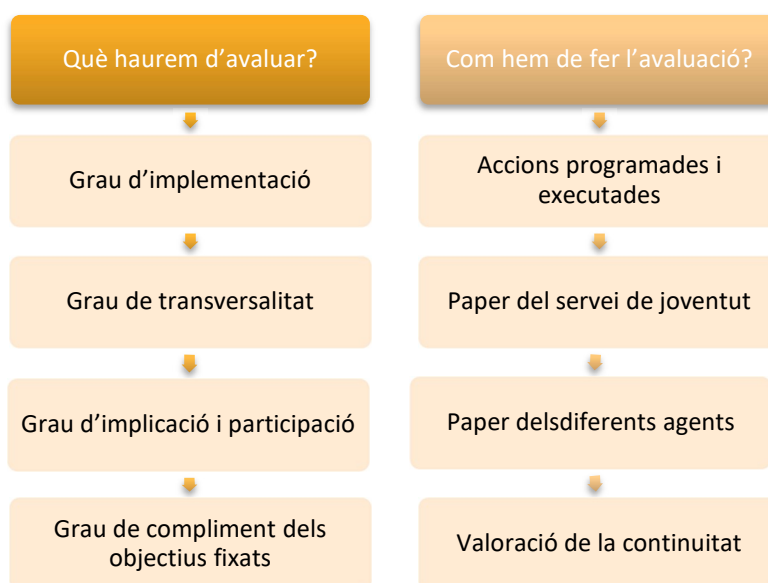 Què haurem d'avaluar?
Grau d'implementació
Grau de transversalitat
Grau d'implicació i participació
Grau de compliment dels
objectius fixats
Com hem de fer l'avaluació?
Accions programades i
executades
Paper del servei de joventut
Paper delsdiferents agents
Valoració de la continuitat